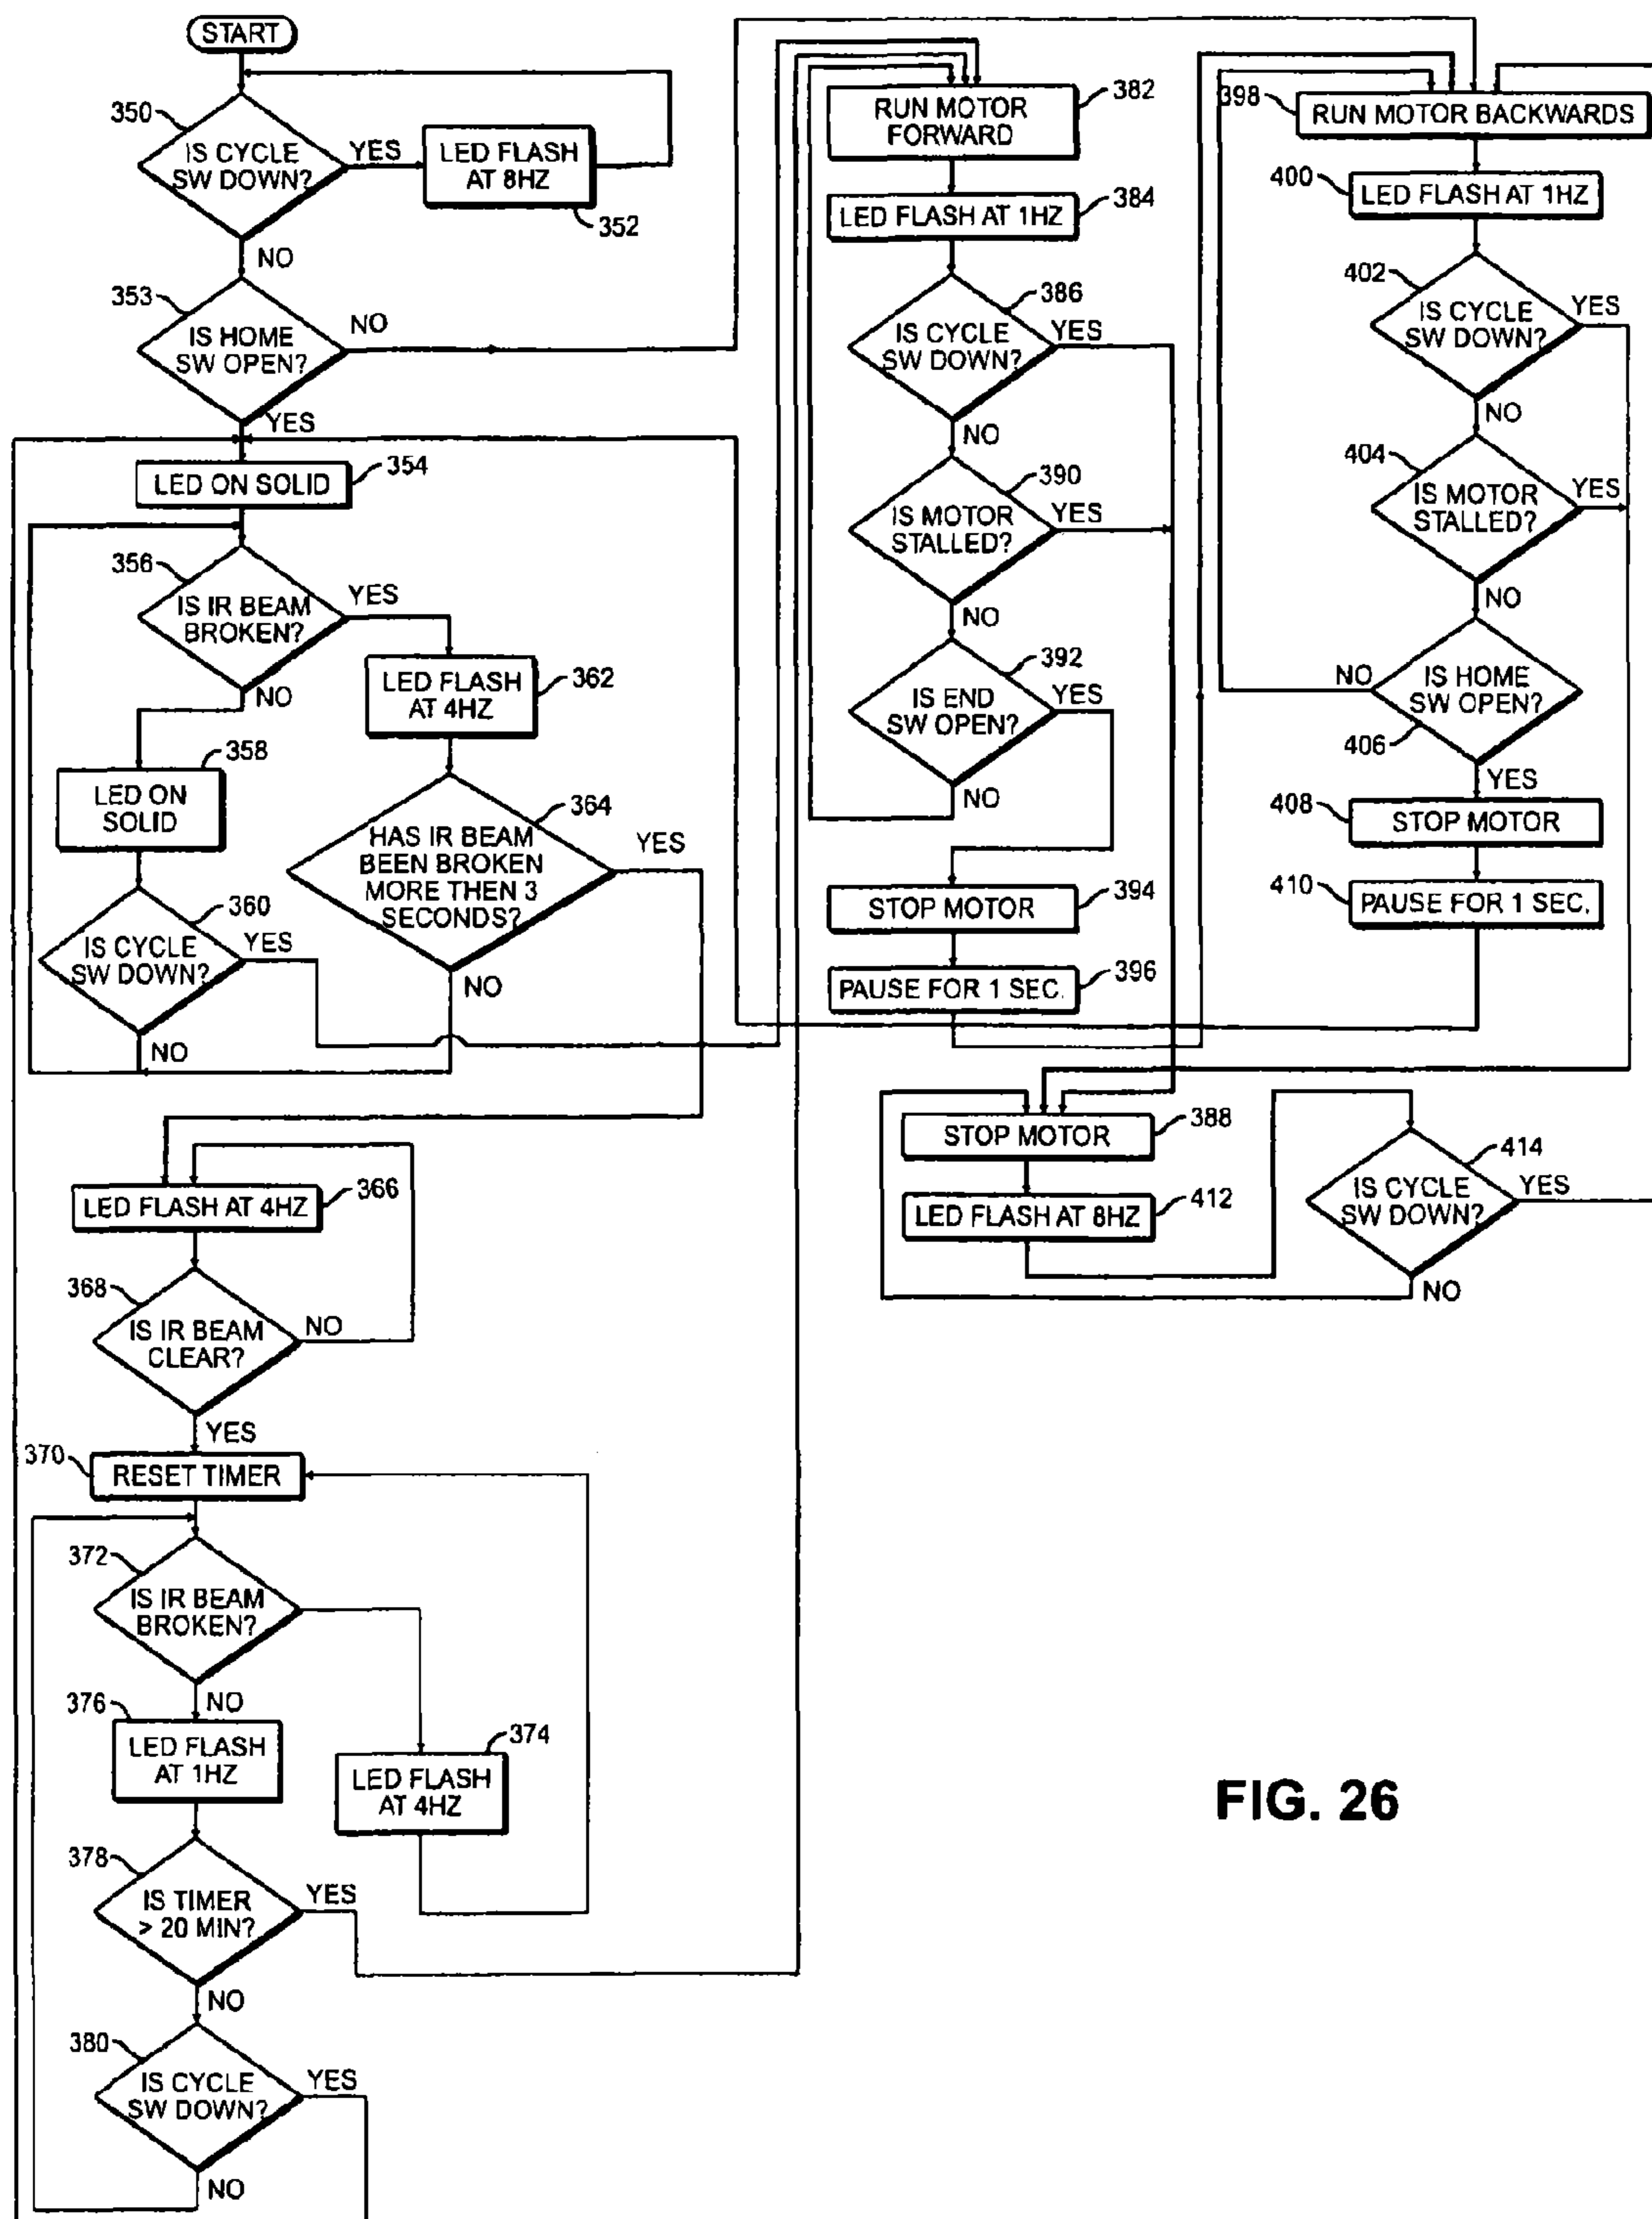 START
350
IS CYCLE
SW DOWN?
YES
LED FLASH
AT 8HZ
352
NO
353
IS HOME
SW OPEN?
NO
YES
LED ON SOLID
354
356
IS IR BEAM
BROKEN?
YES
NO
LED FLASH
AT 4HZ
362
358
LED ON
SOLID
364
HAS IR BEAM
BEEN BROKEN
MORE THEN 3
SECONDS?
YES
NO
360
IS CYCLE
SW DOWN?
YES
NO
LED FLASH AT 4HZ
366
368
IS IR BEAM
CLEAR?
NO
YES
370
RESET TIMER
372
IS IR BEAM
BROKEN?
NO
376
LED FLASH
AT 1HZ
374
LED FLASH
AT 4HZ
378
IS TIMER
> 20 MIN?
YES
NO
380
IS CYCLE
SW DOWN?
YES
NO
RUN MOTOR
FORWARD
382
LED FLASH AT 1HZ
384
386
IS CYCLE
SW DOWN?
YES
NO
390
IS MOTOR
STALLED?
YES
NO
392
IS END
SW OPEN?
YES
NO
STOP MOTOR
394
PAUSE FOR 1 SEC.
396
STOP MOTOR
388
LED FLASH AT 8HZ
412
398
RUN MOTOR BACKWARDS
400
LED FLASH AT 1HZ
402
IS CYCLE
SW DOWN?
YES
NO
404
IS MOTOR
STALLED?
YES
NO
NO
IS HOME
SW OPEN?
406
YES
408
STOP MOTOR
410
PAUSE FOR 1 SEC.
414
IS CYCLE
SW DOWN?
YES
NO
FIG. 26